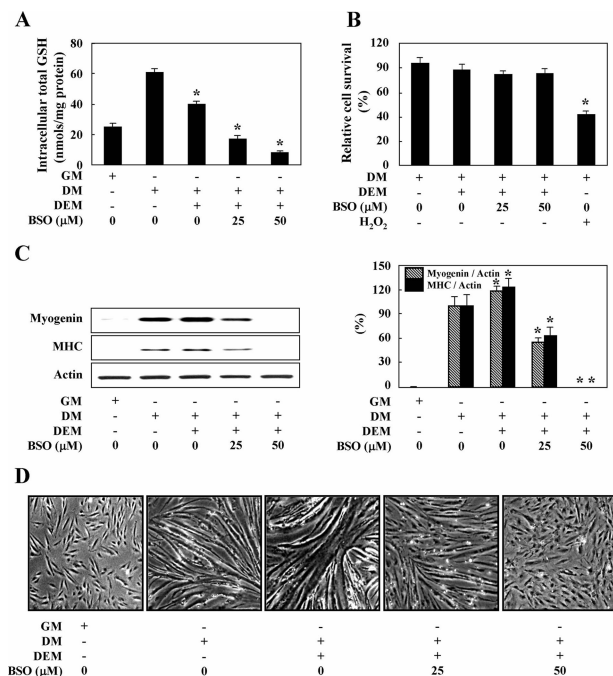 A
Intracellular total GSH
(nmols/mg protein)
80
60
40
20
0
*
*
*
GM + - - - -
DM - + + + +
DEM - - + + +
BSO (μM) 0 0 0 25 50
B
Relative cell survival
(%)
120
90
60
40
0
*
DM + + + + +
DEM - + + + -
BSO (μM) 0 0 25 50 0
H₂O₂ - - - - +
C
Myogenin
MHC
Actin
GM + - - - -
DM - + + + +
DEM - - + + +
BSO (μM) 0 0 0 25 50
Myogenin / Actin
MHC / Actin
(%)
150
120
90
60
30
0
* *
* *
* *
GM + - - - -
DM - + + + +
DEM - - + + +
BSO (μM) 0 0 0 25 50
D
GM + - - - -
DM - + + + +
DEM - - + + +
BSO (μM) 0 0 0 25 50